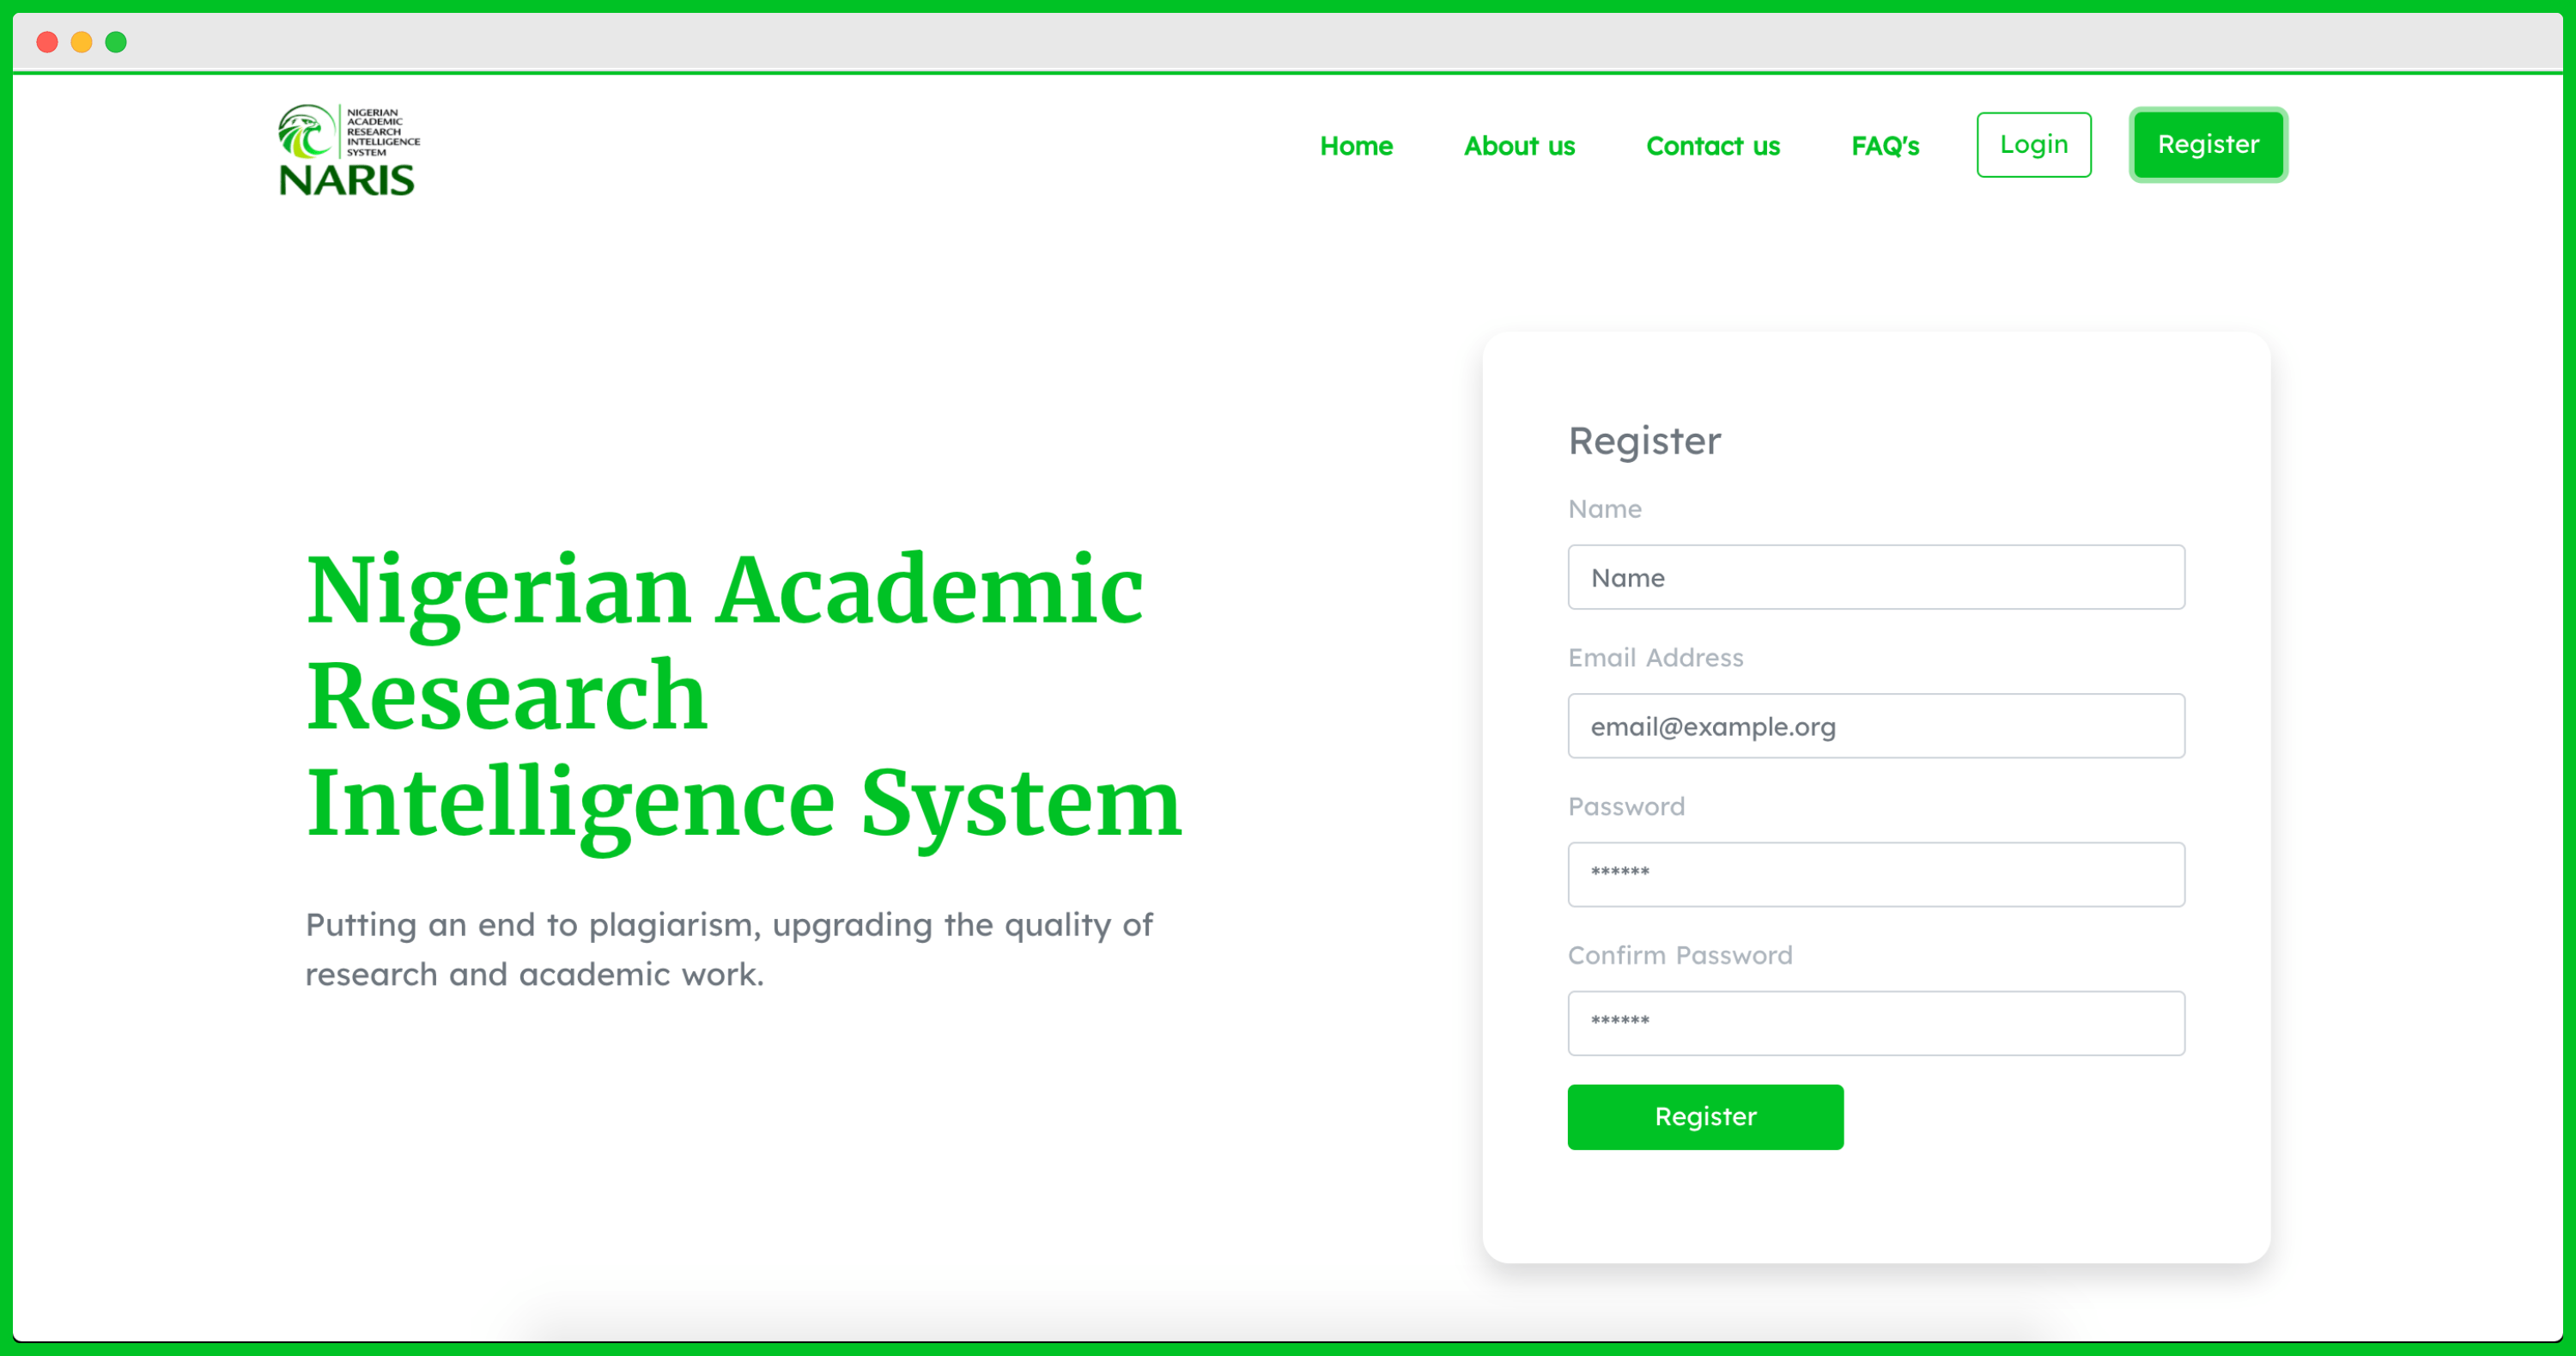 NIGERIAN
ACADEMIC
RESEARCH
INTELLIGENCE
SYSTEM
NARIS
Home About us Contact us FAQ's Login Register
Nigerian Academic
Research
Intelligence System
Putting an end to plagiarism, upgrading the quality of
research and academic work.
Register
Name
Name
Email Address
email@example.org
Password
******
Confirm Password
******
Register